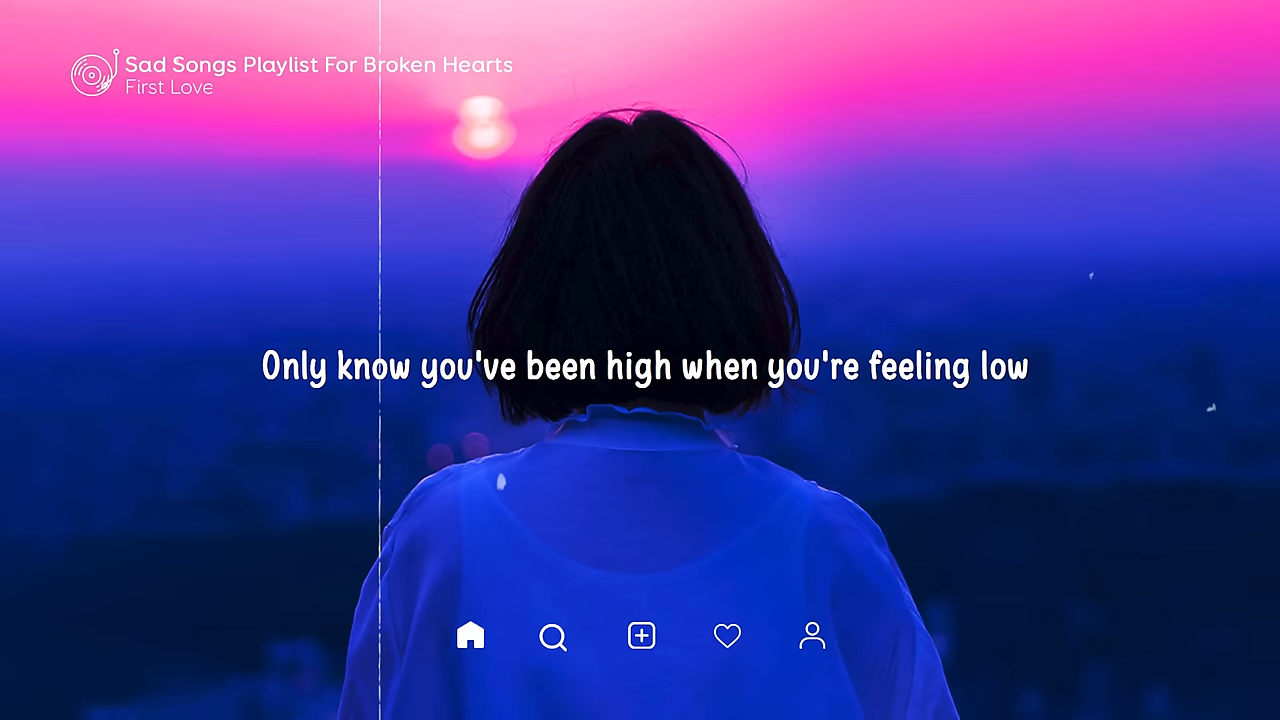 Sad Songs Playlist For Broken Hearts
First Love
Only know you've been high when you're feeling low